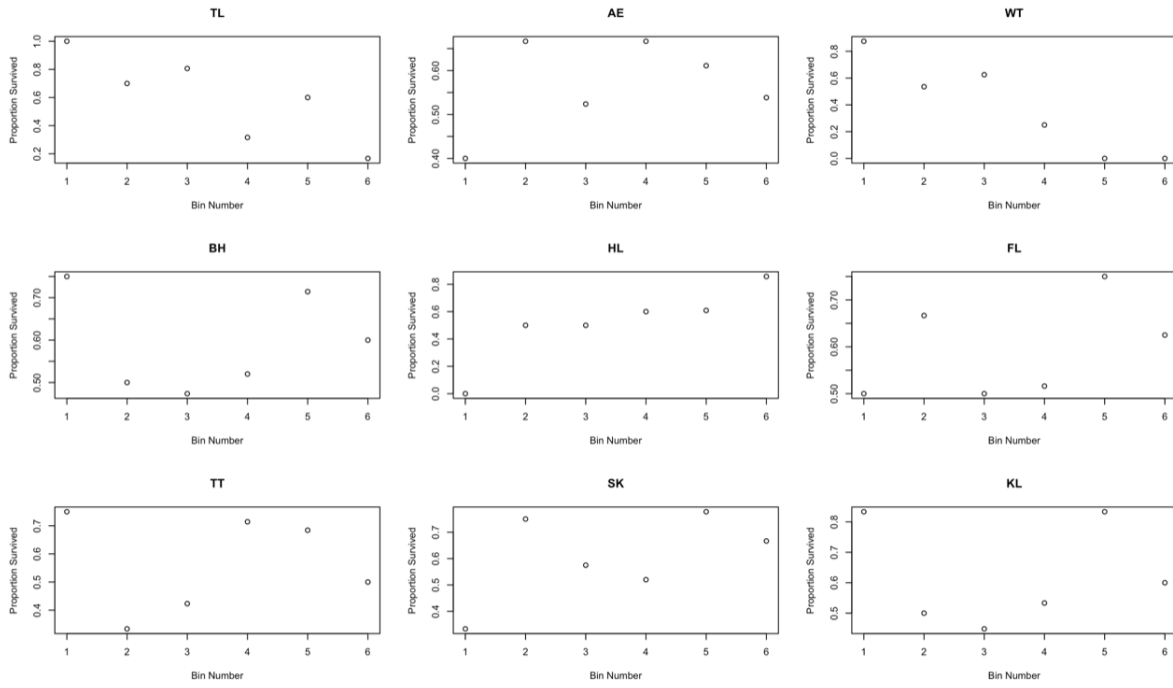 TL
Proportion Survived
1.0
0.8
0.6
0.4
0.2
1 2 3 4 5 6
Bin Number
AE
Proportion Survived
0.60
0.50
0.40
1 2 3 4 5 6
Bin Number
WT
Proportion Survived
0.8
0.6
0.4
0.2
0.0
1 2 3 4 5 6
Bin Number
BH
Proportion Survived
0.70
0.60
0.50
1 2 3 4 5 6
Bin Number
HL
Proportion Survived
0.8
0.6
0.4
0.2
0.0
1 2 3 4 5 6
Bin Number
FL
Proportion Survived
0.70
0.60
0.50
1 2 3 4 5 6
Bin Number
TT
Proportion Survived
0.7
0.6
0.5
0.4
1 2 3 4 5 6
Bin Number
SK
Proportion Survived
0.7
0.6
0.5
0.4
1 2 3 4 5 6
Bin Number
KL
Proportion Survived
0.8
0.7
0.6
0.5
1 2 3 4 5 6
Bin Number